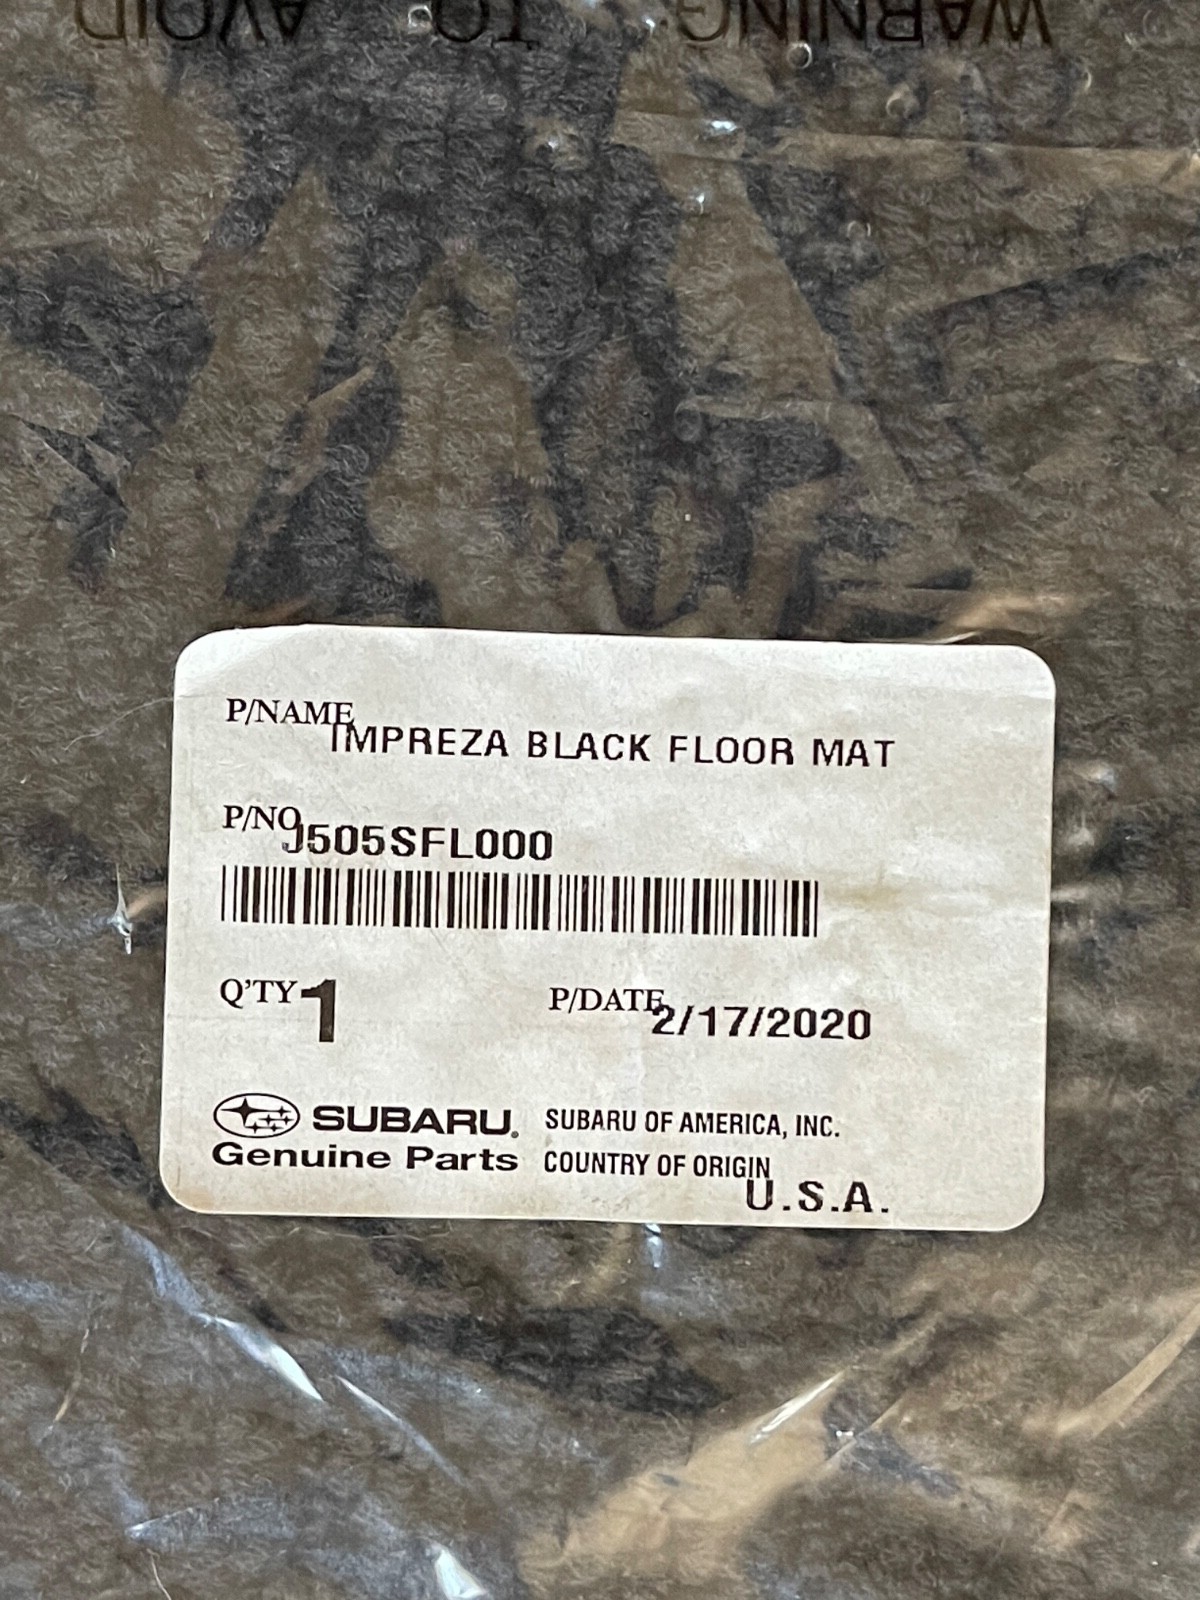 WARNING: TO AVOID
P/NAME
IMPREZA BLACK FLOOR MAT
P/NO
J505SFL000
Q'TY 1 P/DATE 2/17/2020
SUBARU. SUBARU OF AMERICA, INC.
Genuine Parts COUNTRY OF ORIGIN
U.S.A.